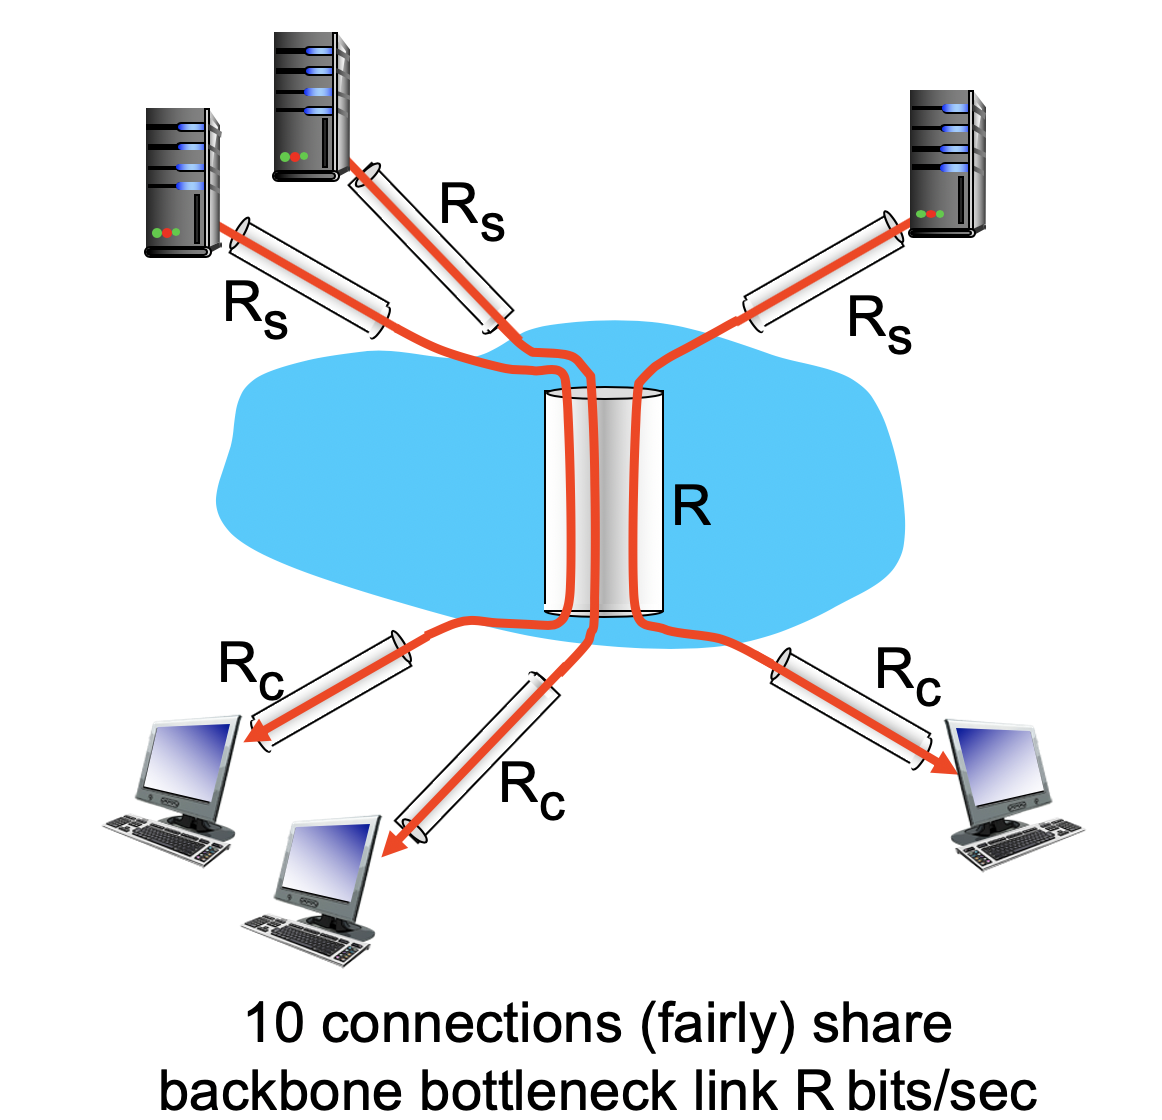 R_S
R_S
R_S
R
R_C
R_C
R_C
10 connections (fairly) share
backbone bottleneck link R bits/sec